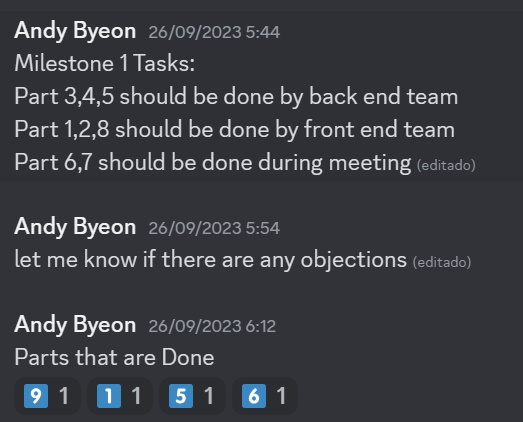 Andy Byeon 26/09/2023 5:44
Milestone 1 Tasks:
Part 3,4,5 should be done by back end team
Part 1,2,8 should be done by front end team
Part 6,7 should be done during meeting (editado)
Andy Byeon 26/09/2023 5:54
let me know if there are any objections (editado)
Andy Byeon 26/09/2023 6:12
Parts that are Done
9 1 1 1 5 1 6 1